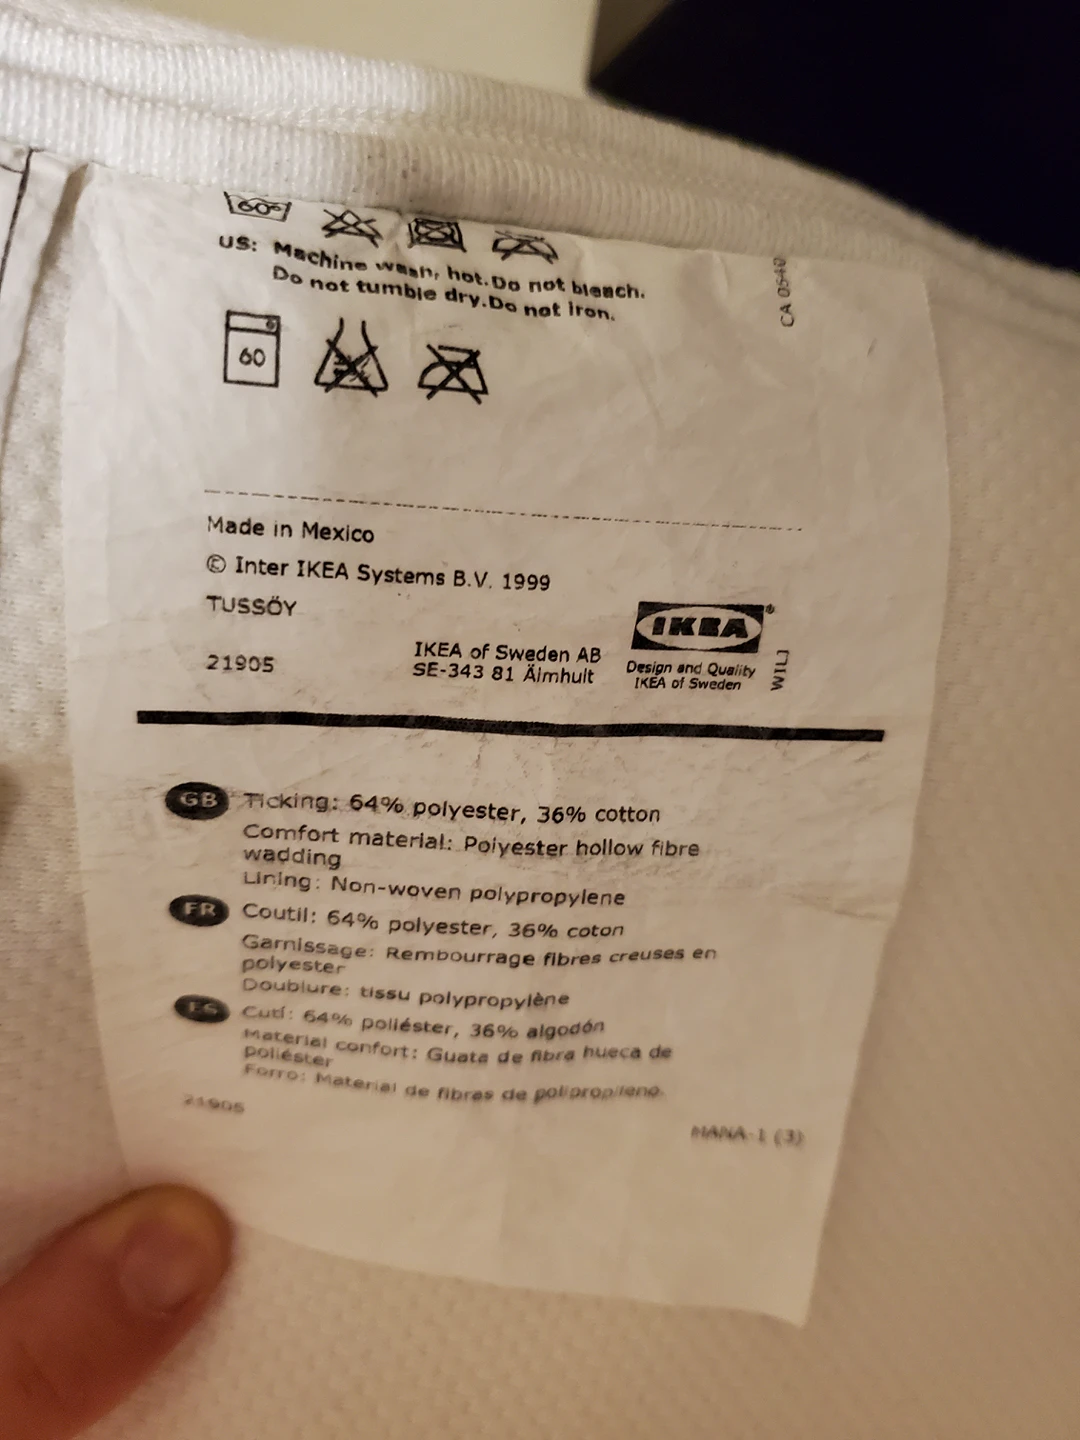 60°
US: Machine wash, hot. Do not bleach.
Do not tumble dry. Do not iron.
CA 0540
60
Made in Mexico
© Inter IKEA Systems B.V. 1999
TUSSÖY
21905
IKEA of Sweden AB
SE-343 81 Älmhult
IKEA®
Design and Quality
IKEA of Sweden
GB Ticking: 64% polyester, 36% cotton
Comfort material: Polyester hollow fibre
wadding
Lining: Non-woven polypropylene
FR Coutil: 64% polyester, 36% coton
Garnissage: Rembourrage fibres creuses en
polyester
Doublure: tissu polypropylène
ES Cutí: 64% poliéster, 36% algodón
Material confort: Guata de fibra hueca de
poliéster
Forro: Material de fibras de polipropileno.
21905
HANA-1 (3)